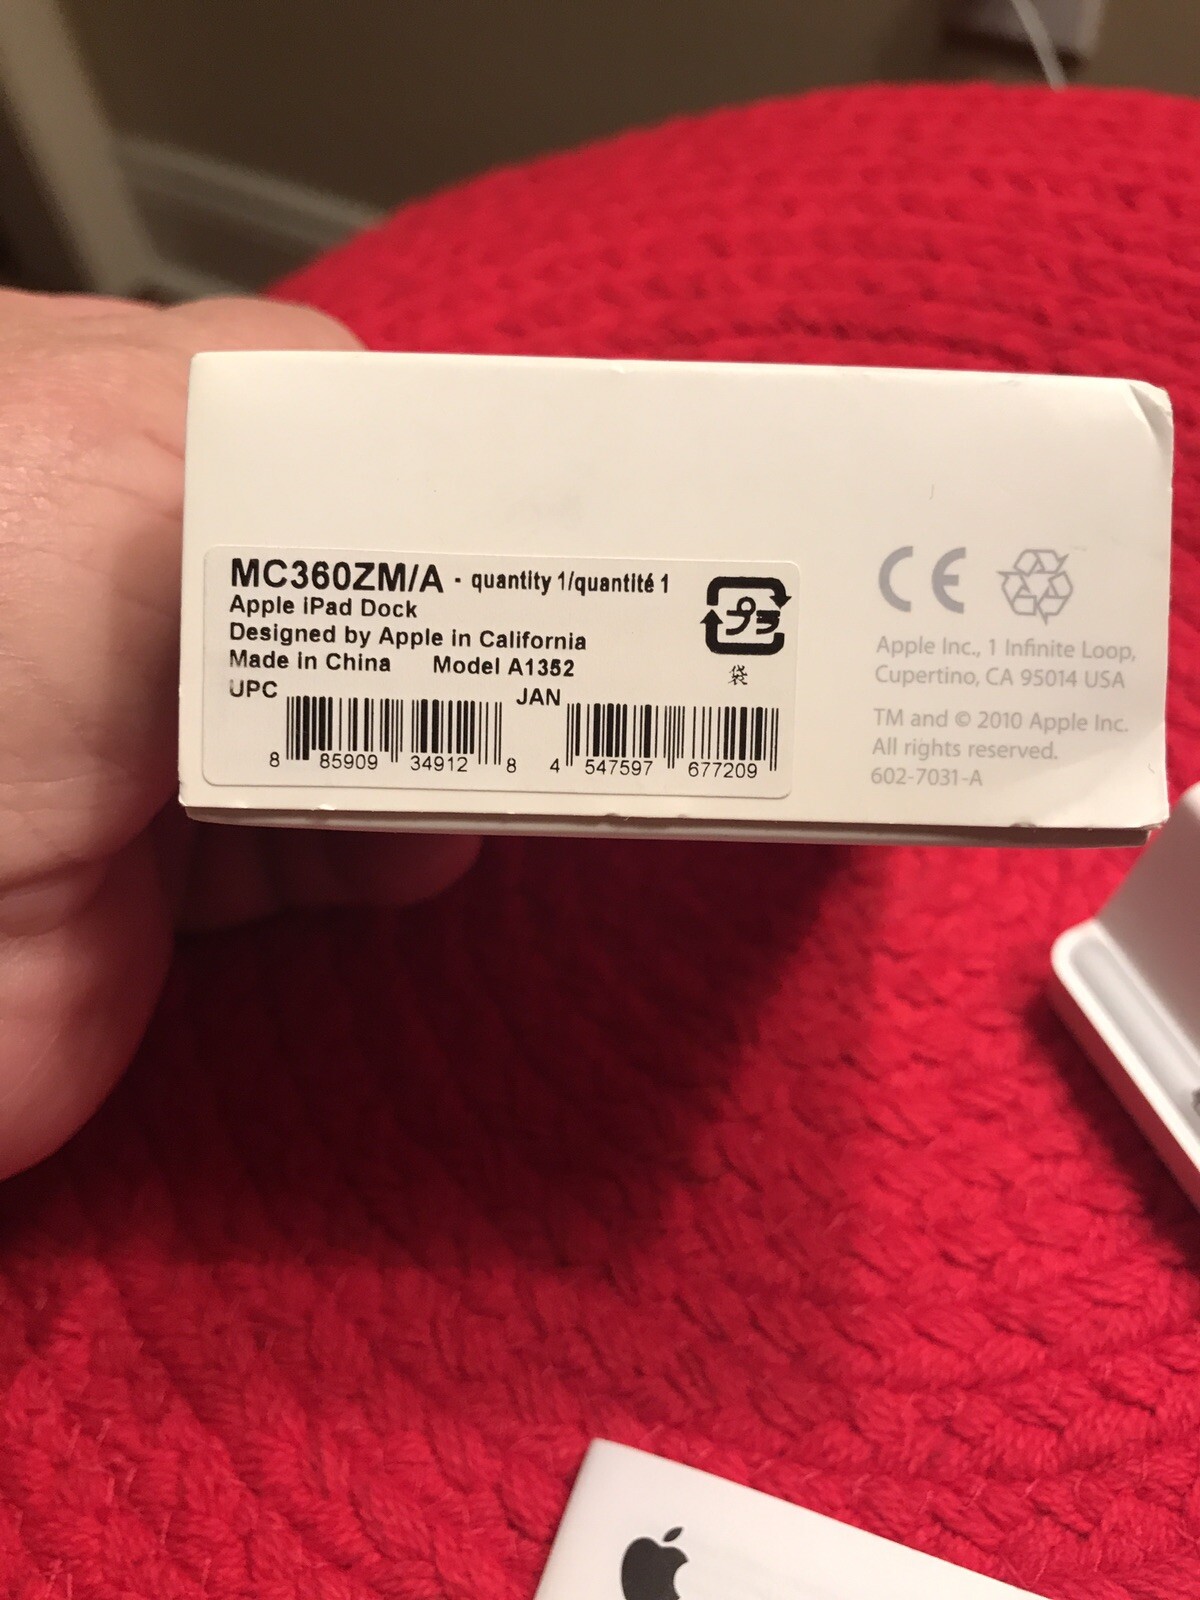 MC360ZM/A - quantity 1/quantité 1
Apple iPad Dock
Designed by Apple in California
Made in China Model A1352
UPC JAN
8 85909 34912 8 4 547597 677209
プラ
袋
CE
Apple Inc., 1 Infinite Loop,
Cupertino, CA 95014 USA
TM and © 2010 Apple Inc.
All rights reserved.
602-7031-A